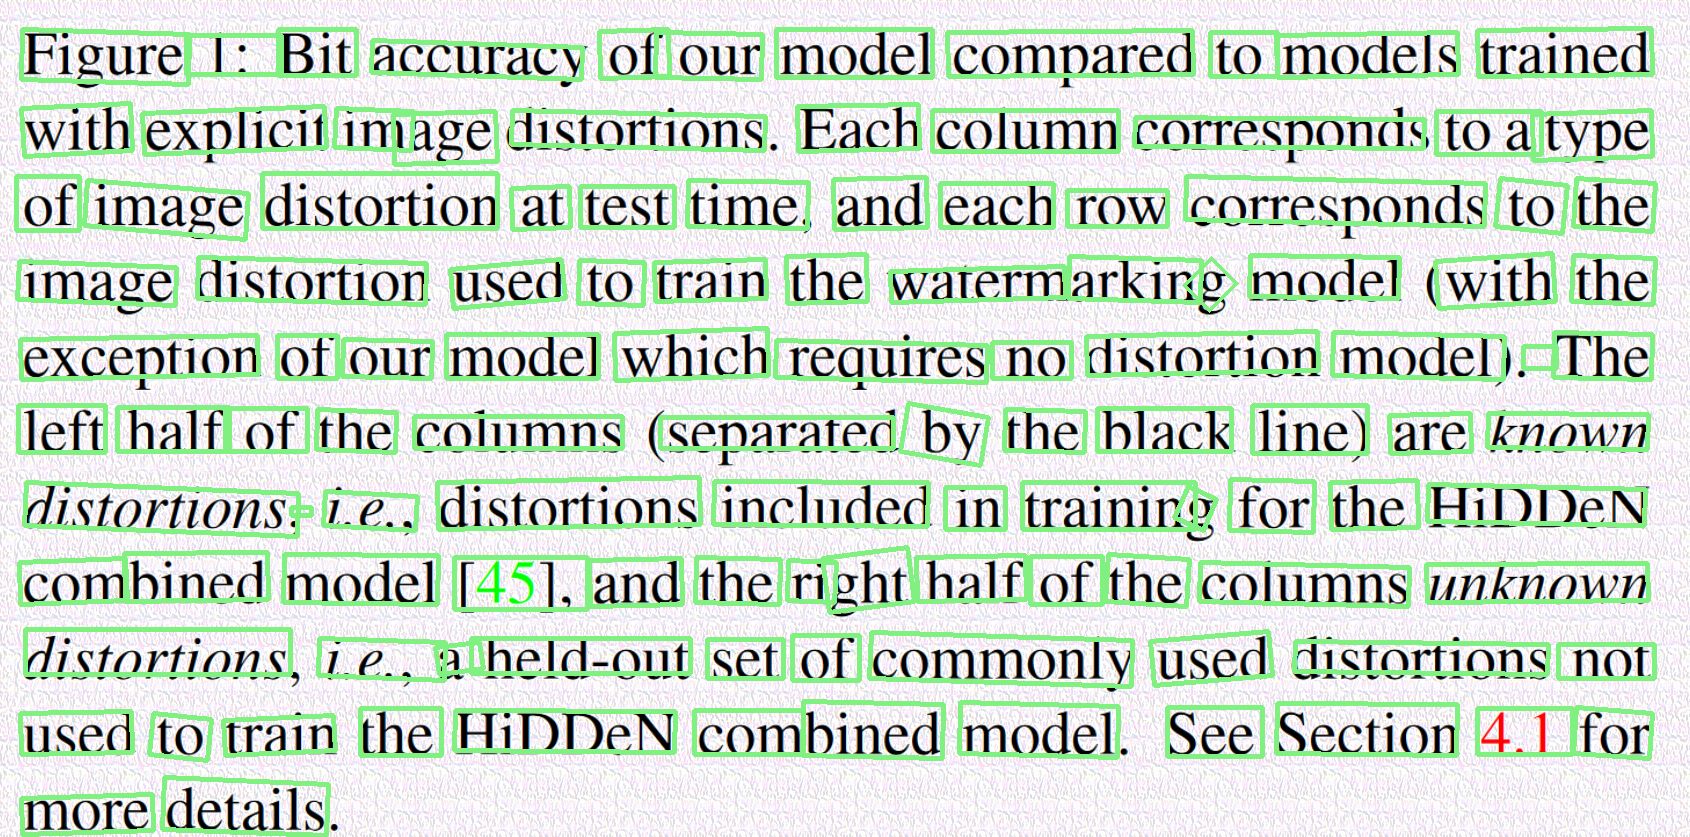 Figure 1: Bit accuracy of our model compared to models trained
with explicit image distortions. Each column corresponds to a type
of image distortion at test time, and each row corresponds to the
image distortion used to train the watermarking model (with the
exception of our model which requires no distortion model). The
left half of the columns (separated by the black line) are known
distortions, i.e., distortions included in training for the HiDDeN
combined model [45], and the right half of the columns unknown
distortions, i.e., a held-out set of commonly used distortions not
used to train the HiDDeN combined model. See Section 4.1 for
more details.